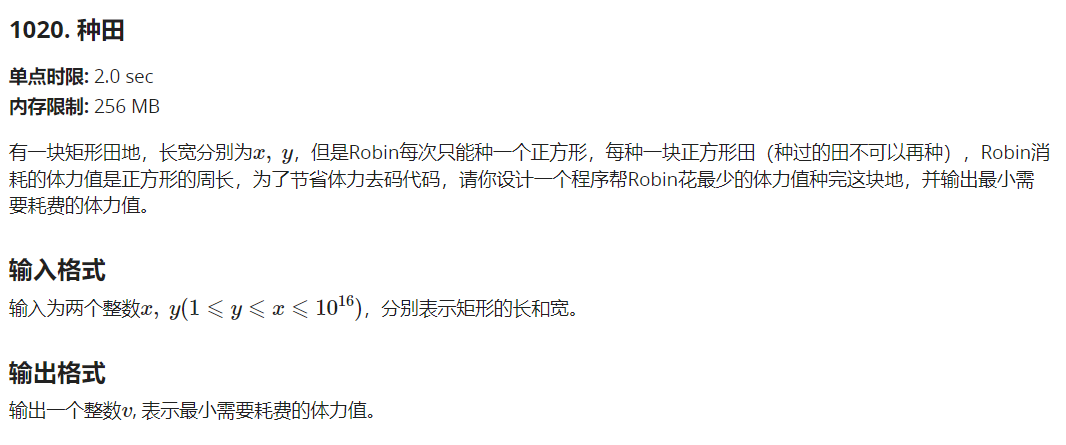 1020. 种田
单点时限: 2.0 sec
内存限制: 256 MB
有一块矩形田地，长宽分别为x, y，但是Robin每次只能种一个正方形，每种一块正方形田（种过的田不可以再种）, Robin消
耗的体力值是正方形的周长，为了节省体力去码代码，请你设计一个程序帮Robin花最少的体力值种完这块地，并输出最小需
要耗费的体力值。
输入格式
输入为两个整数x, y(1 ⩽ y ⩽ x ⩽ 10^16)，分别表示矩形的长和宽。
输出格式
输出一个整数v, 表示最小需要耗费的体力值。